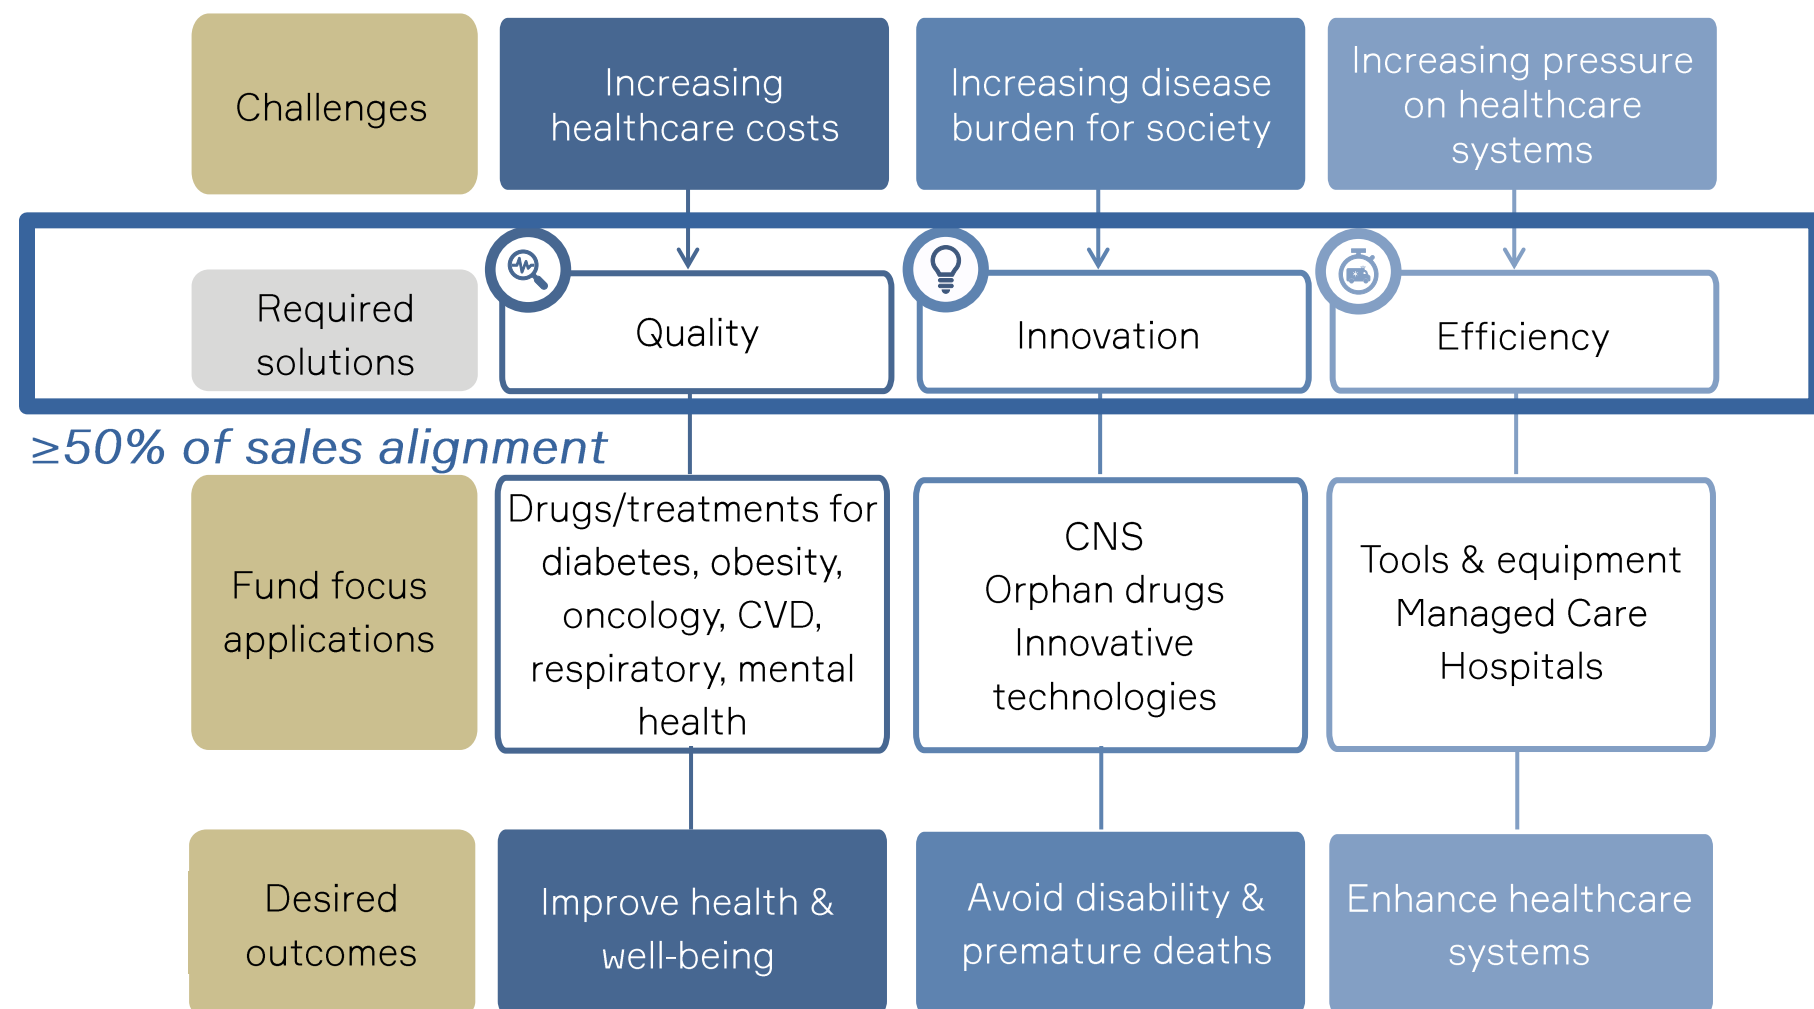 Challenges
Increasing
healthcare costs
Increasing disease
burden for society
Increasing pressure
on healthcare
systems
Required
solutions
Quality
Innovation
Efficiency
≥50% of sales alignment
Fund focus
applications
Drugs/treatments for
diabetes, obesity,
oncology, CVD,
respiratory, mental
health
CNS
Orphan drugs
Innovative
technologies
Tools & equipment
Managed Care
Hospitals
Desired
outcomes
Improve health &
well-being
Avoid disability &
premature deaths
Enhance healthcare
systems